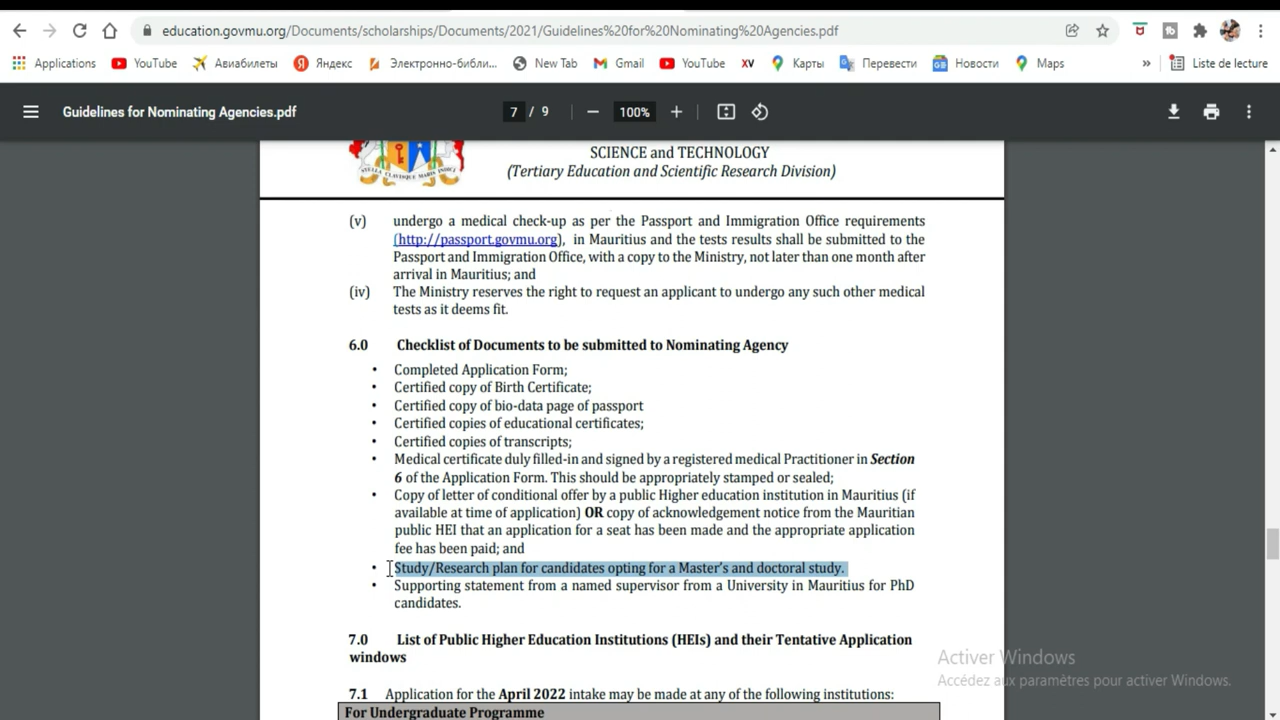 education.govmu.org/Documents/scholarships/Documents/2021/Guidelines%20for%20Nominating%20Agencies.pdf
Applications YouTube Авиабилеты Яндекс Электронно-библи... New Tab Gmail YouTube XV Карты Перевести Новости Maps » Liste de lecture
Guidelines for Nominating Agencies.pdf 7 / 9 100%
SCIENCE and TECHNOLOGY
(Tertiary Education and Scientific Research Division)
STELLA CLAVISQUE MARIS INDICI
(v) undergo a medical check-up as per the Passport and Immigration Office requirements
(http://passport.govmu.org), in Mauritius and the tests results shall be submitted to the
Passport and Immigration Office, with a copy to the Ministry, not later than one month after
arrival in Mauritius; and
(iv) The Ministry reserves the right to request an applicant to undergo any such other medical
tests as it deems fit.
6.0 Checklist of Documents to be submitted to Nominating Agency
• Completed Application Form;
• Certified copy of Birth Certificate;
• Certified copy of bio-data page of passport
• Certified copies of educational certificates;
• Certified copies of transcripts;
• Medical certificate duly filled-in and signed by a registered medical Practitioner in Section
6 of the Application Form. This should be appropriately stamped or sealed;
• Copy of letter of conditional offer by a public Higher education institution in Mauritius (if
available at time of application) OR copy of acknowledgement notice from the Mauritian
public HEI that an application for a seat has been made and the appropriate application
fee has been paid; and
• Study/Research plan for candidates opting for a Master's and doctoral study.
• Supporting statement from a named supervisor from a University in Mauritius for PhD
candidates.
7.0 List of Public Higher Education Institutions (HEIs) and their Tentative Application
windows
7.1 Application for the April 2022 intake may be made at any of the following institutions:
For Undergraduate Programme
Activer Windows
Accédez aux paramètres pour activer Windows.